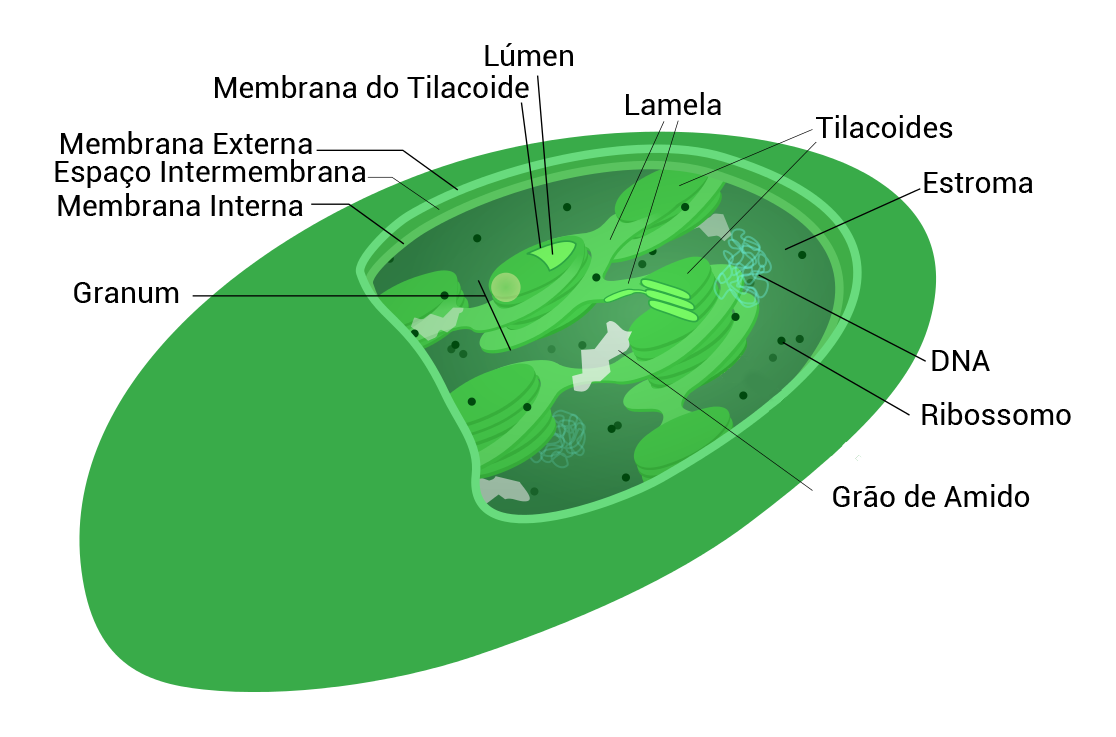 Lúmen
Membrana do Tilacoide
Lamela
Tilacoides
Membrana Externa
Espaço Intermembrana
Membrana Interna
Estroma
Granum
DNA
Ribossomo
Grão de Amido